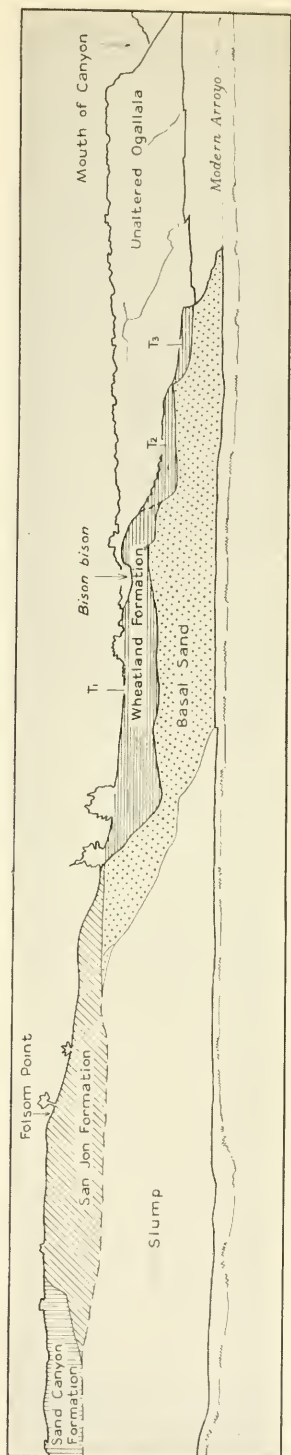 Sand Canyon
Formation
San Jon Formation
Folsom Point
Slump
T1
Wheatland Formation
Bison bison
Basal Sand
T2
T3
Mouth of Canyon
Unaltered Ogallala
Modern Arroyo